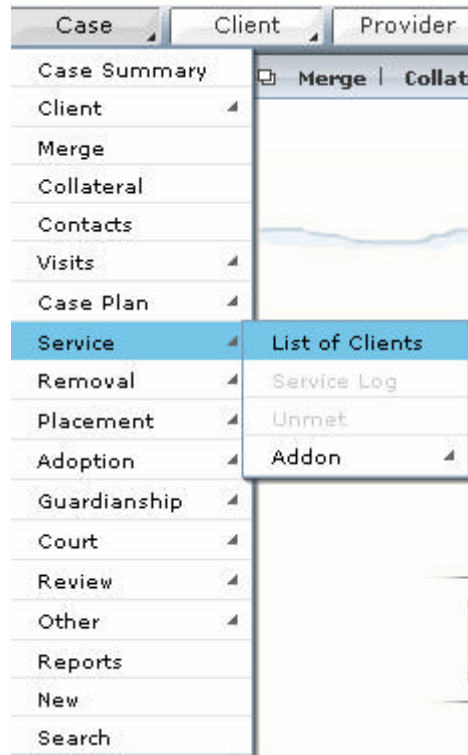 Case Client Provider
Case Summary
Merge | Collat
Client
Merge
Collateral
Contacts
Visits
Case Plan
Service
List of Clients
Removal
Service Log
Placement
Unmet
Adoption
Addon
Guardianship
Court
Review
Other
Reports
New
Search